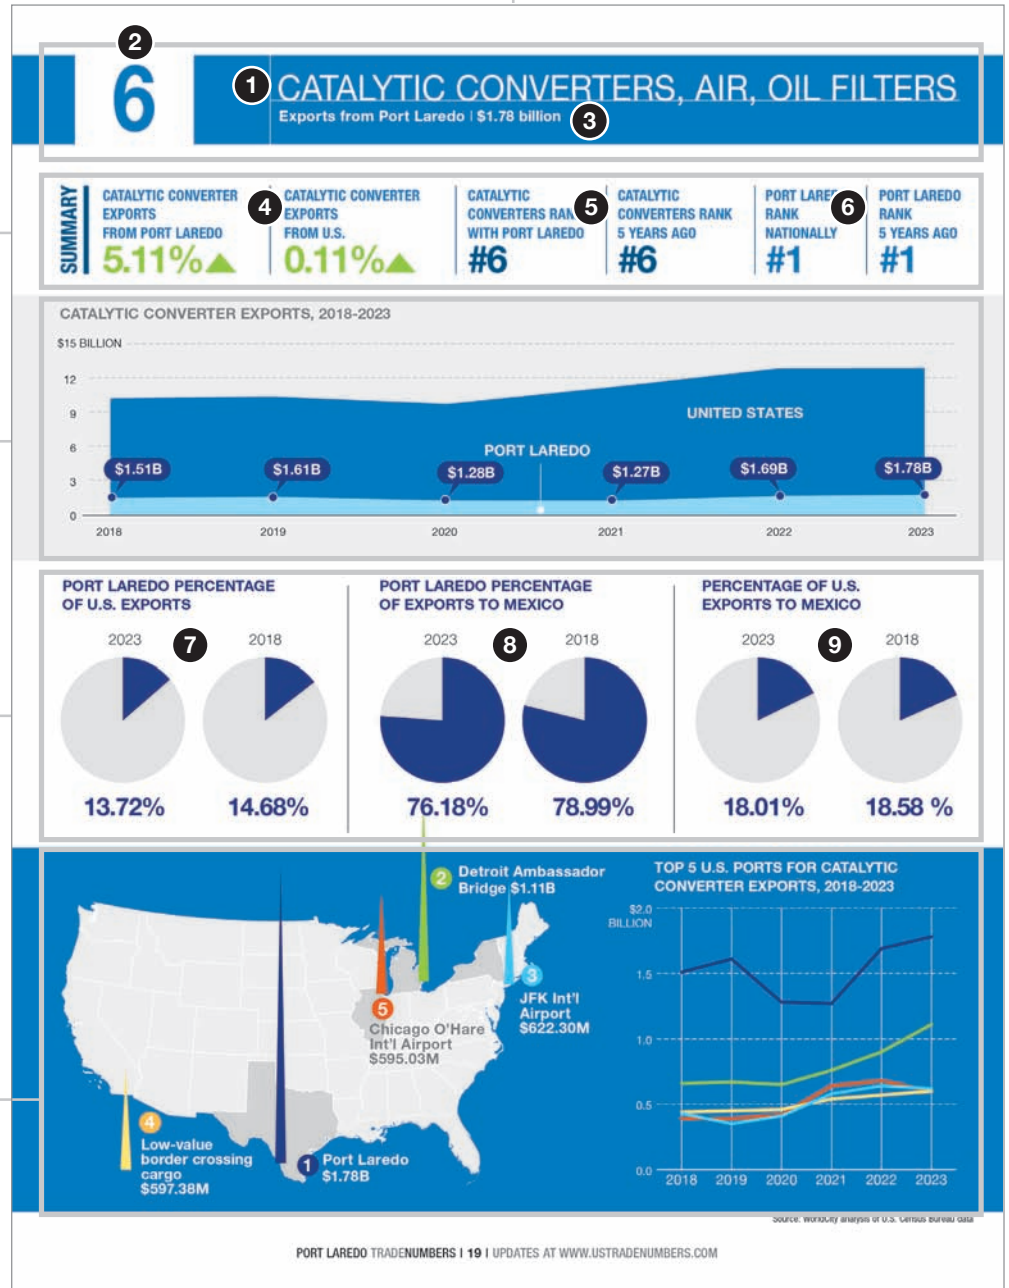 2
6
1
CATALYTIC CONVERTERS, AIR, OIL FILTERS
Exports from Port Laredo | $1.78 billion
3
SUMMARY
CATALYTIC CONVERTER
EXPORTS
FROM PORT LAREDO
5.11%▲
4
CATALYTIC CONVERTER
EXPORTS
FROM U.S.
0.11%▲
CATALYTIC
CONVERTERS RANK
WITH PORT LAREDO
#6
5
CATALYTIC
CONVERTERS RANK
5 YEARS AGO
#6
PORT LAREDO
RANK
NATIONALLY
#1
6
PORT LAREDO
RANK
5 YEARS AGO
#1
CATALYTIC CONVERTER EXPORTS, 2018-2023
$15 BILLION
12
9
6
3
0
UNITED STATES
PORT LAREDO
$1.51B
$1.61B
$1.28B
$1.27B
$1.69B
$1.78B
2018 2019 2020 2021 2022 2023
PORT LAREDO PERCENTAGE
OF U.S. EXPORTS
2023 7 2018
13.72% 14.68%
PORT LAREDO PERCENTAGE
OF EXPORTS TO MEXICO
2023 8 2018
76.18% 78.99%
PERCENTAGE OF U.S.
EXPORTS TO MEXICO
2023 9 2018
18.01% 18.58 %
2 Detroit Ambassador
Bridge $1.11B
3
JFK Int'l
Airport
$622.30M
5
Chicago O'Hare
Int'l Airport
$595.03M
4
Low-value
border crossing
cargo
$597.38M
1 Port Laredo
$1.78B
TOP 5 U.S. PORTS FOR CATALYTIC
CONVERTER EXPORTS, 2018-2023
$2.0
BILLION
1.5
1.0
0.5
0.0
2018 2019 2020 2021 2022 2023
Source: WorldCity analysis of U.S. Census Bureau data
PORT LAREDO TRADENUMBERS | 19 | UPDATES AT WWW.USTRADENUMBERS.COM